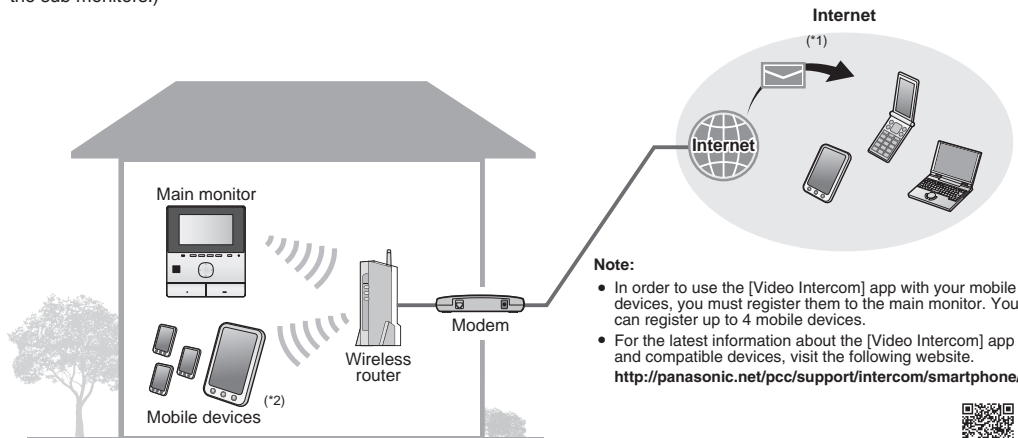 the sub monitors.)
Internet
(*1)
Internet
Main monitor
Modem
Wireless
router
Mobile devices
(*2)
Note:
• In order to use the [Video Intercom] app with your mobile
devices, you must register them to the main monitor. You
can register up to 4 mobile devices.
• For the latest information about the [Video Intercom] app
and compatible devices, visit the following website.
http://panasonic.net/pcc/support/intercom/smartphone/